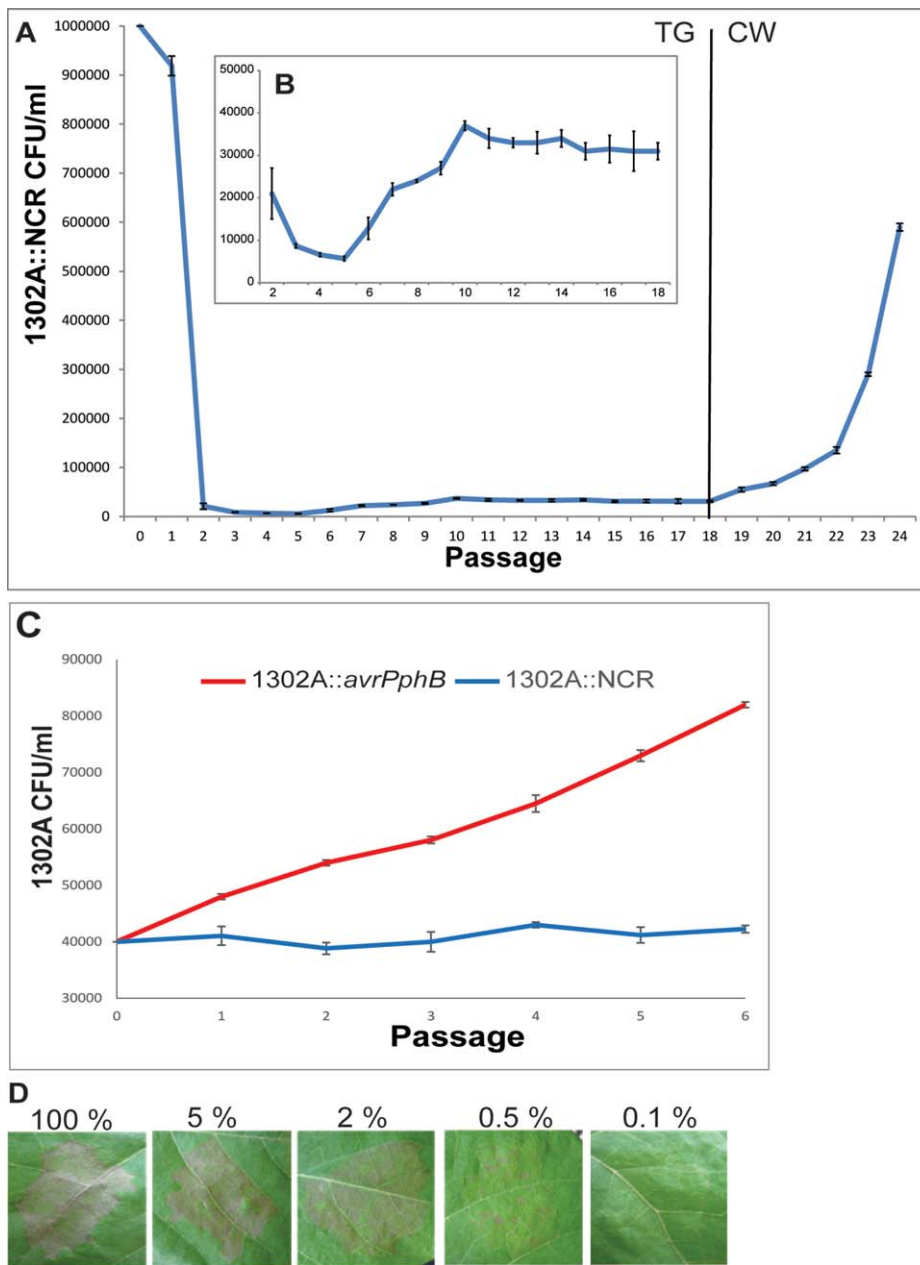 A
TG CW
1000000
900000
800000
700000
600000
500000
400000
300000
200000
100000
0
1302A::NCR CFU/ml
B
50000
40000
30000
20000
10000
0
2 4 6 8 10 12 14 16 18
0 1 2 3 4 5 6 7 8 9 10 11 12 13 14 15 16 17 18 19 20 21 22 23 24
Passage
C
1302A::avrPphB 1302A::NCR
90000
80000
70000
60000
50000
40000
30000
1302A CFU/ml
0 1 2 3 4 5 6
Passage
D
100 % 5 % 2 % 0.5 % 0.1 %